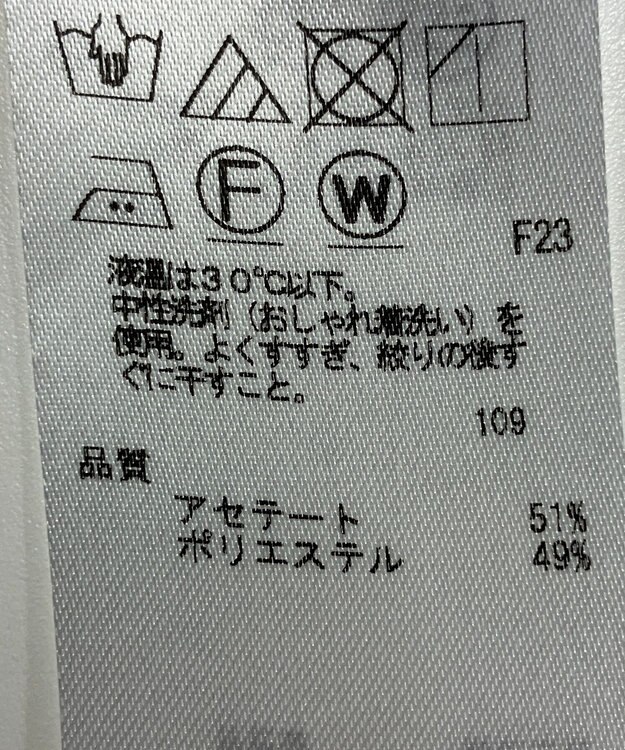 F
W
F23
液温は30℃以下。
中性洗剤(おしゃれ着洗い)を
使用。よくすすぎ、絞りの後す
ぐに干すこと。
109
品質
アセテート 51%
ポリエステル 49%